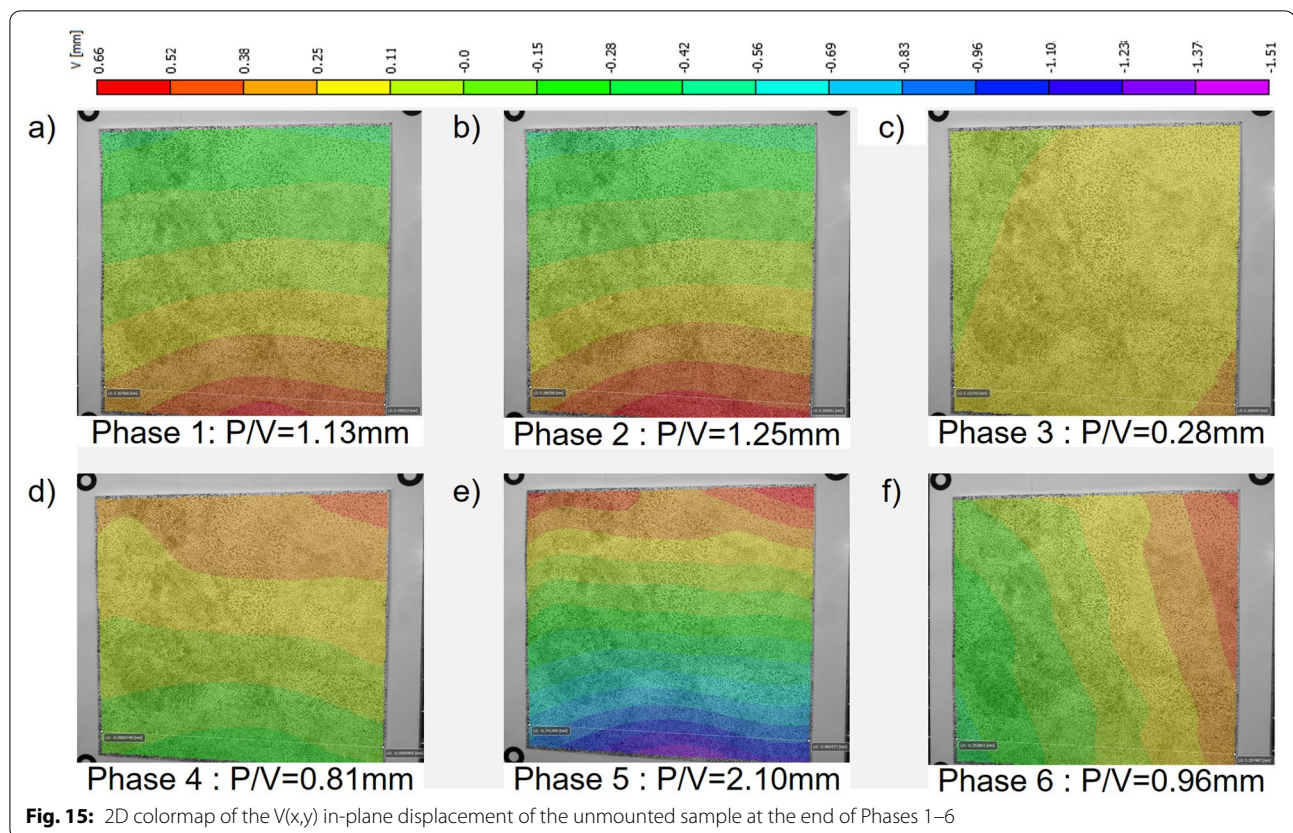 V [mm]
0.66 0.52 0.38 0.25 0.11 -0.0 -0.15 -0.28 -0.42 -0.56 -0.69 -0.83 -0.96 -1.10 -1.23 -1.37 -1.51
a) b) c)
Phase 1: P/V=1.13mm Phase 2 : P/V=1.25mm Phase 3 : P/V=0.28mm
d) e) f)
Phase 4 : P/V=0.81mm Phase 5 : P/V=2.10mm Phase 6 : P/V=0.96mm
Fig. 15: 2D colormap of the V(x,y) in-plane displacement of the unmounted sample at the end of Phases 1–6